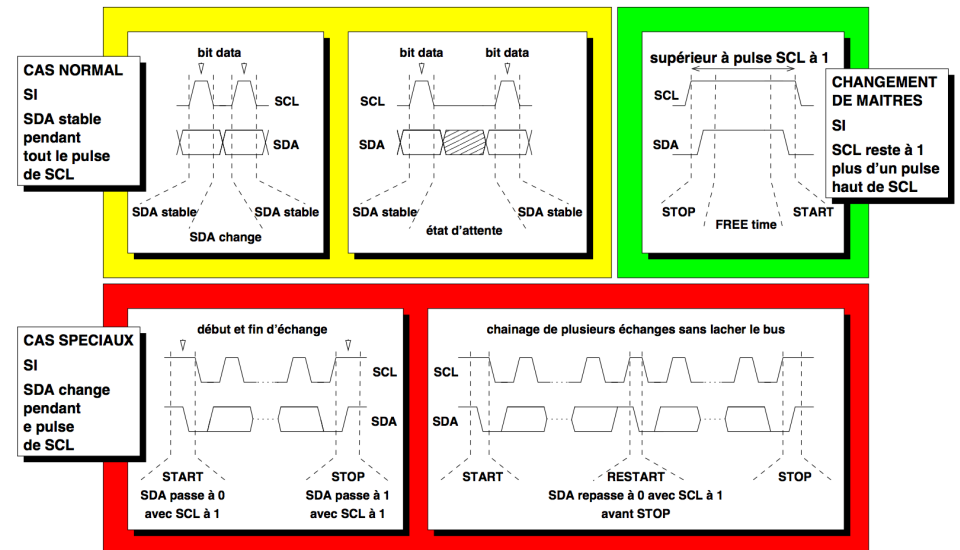 CAS NORMAL
SI
SDA stable
pendant
tout le pulse
de SCL
bit data
SCL
SDA
SDA stable
SDA stable
SDA change
bit data
bit data
SCL
SDA
SDA stable
SDA stable
état d'attente
supérieur à pulse SCL à 1
SCL
SDA
STOP
START
FREE time
CHANGEMENT
DE MAITRES
SI
SCL reste à 1
plus d'un pulse
haut de SCL
CAS SPECIAUX
SI
SDA change
pendant
e pulse
de SCL
début et fin d'échange
SCL
SDA
START
STOP
SDA passe à 0
SDA passe à 1
avec SCL à 1
avec SCL à 1
chainage de plusieurs échanges sans lacher le bus
SCL
SDA
START
RESTART
STOP
SDA repasse à 0 avec SCL à 1
avant STOP